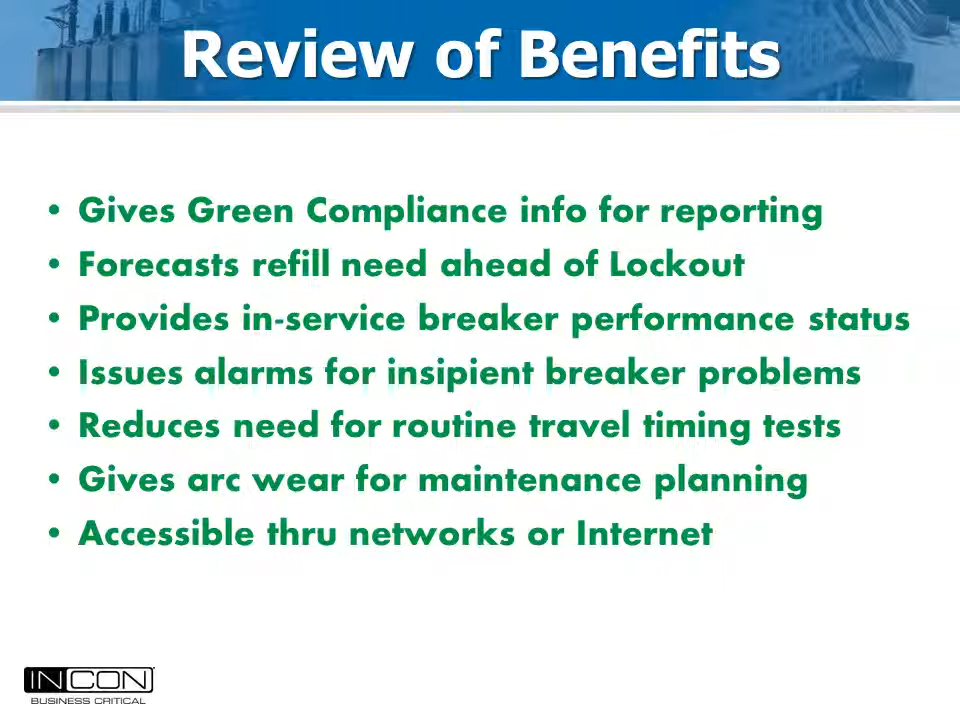 Review of Benefits
• Gives Green Compliance info for reporting
• Forecasts refill need ahead of Lockout
• Provides in-service breaker performance status
• Issues alarms for insipient breaker problems
• Reduces need for routine travel timing tests
• Gives arc wear for maintenance planning
• Accessible thru networks or Internet
INCON
BUSINESS CRITICAL